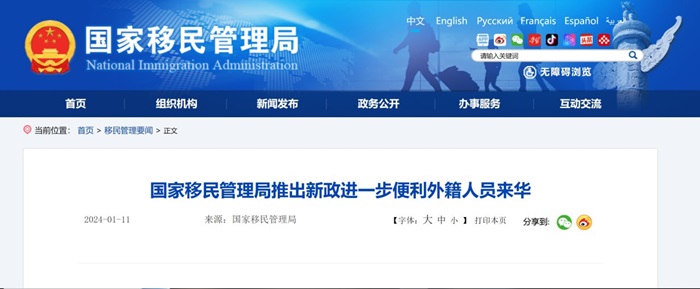 中文 English Русский Français Español العربية
国家移民管理局
National Immigration Administration
请输入关键词
无障碍浏览
首页 组织机构 新闻发布 政务公开 办事服务 互动交流
当前位置： 首页 > 移民管理要闻 > 正文
国家移民管理局推出新政进一步便利外籍人员来华
2024-01-11 来源：国家移民管理局 【字体：大 中 小 】 打印本页 分享到: